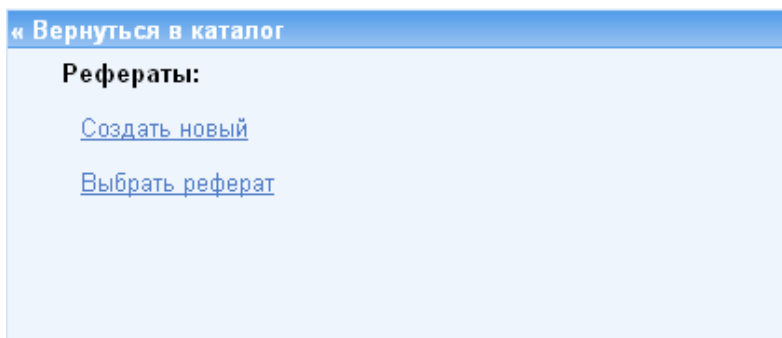 « Вернуться в каталог
Рефераты:
Создать новый
Выбрать реферат